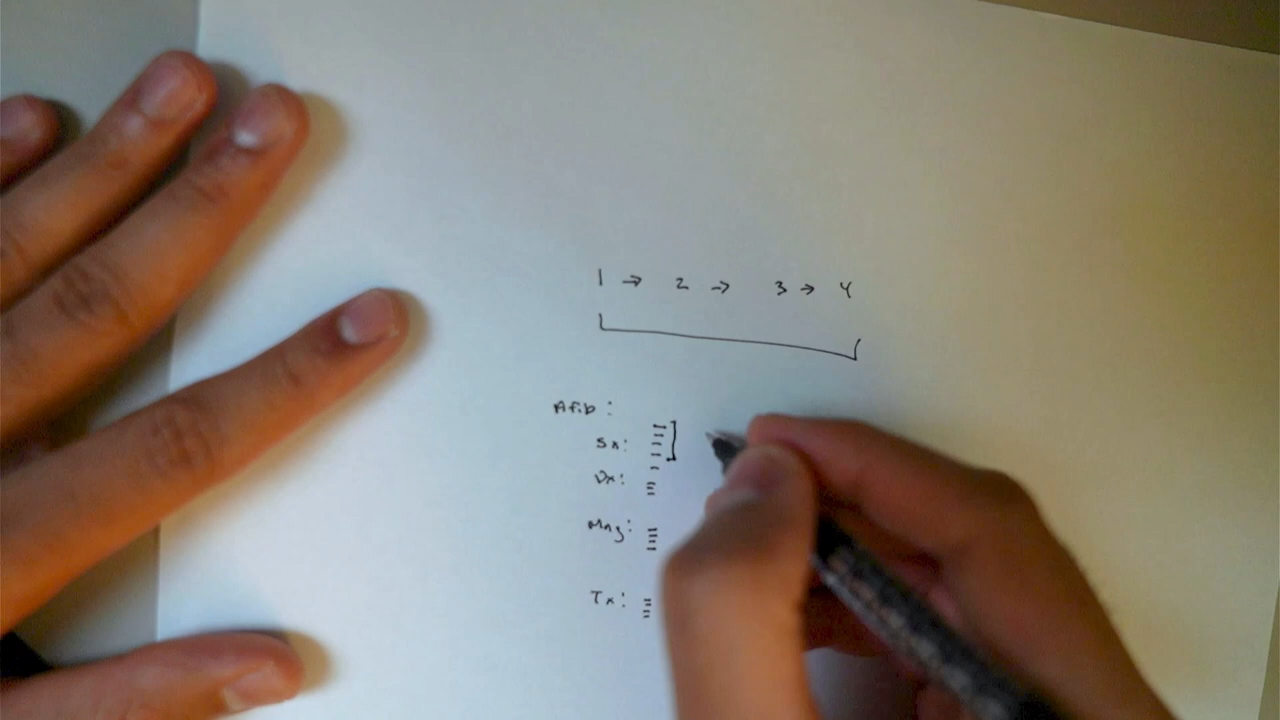 1 → 2 → 3 → 4
Afib:
Sx:
Dx:
Mng:
Tx: